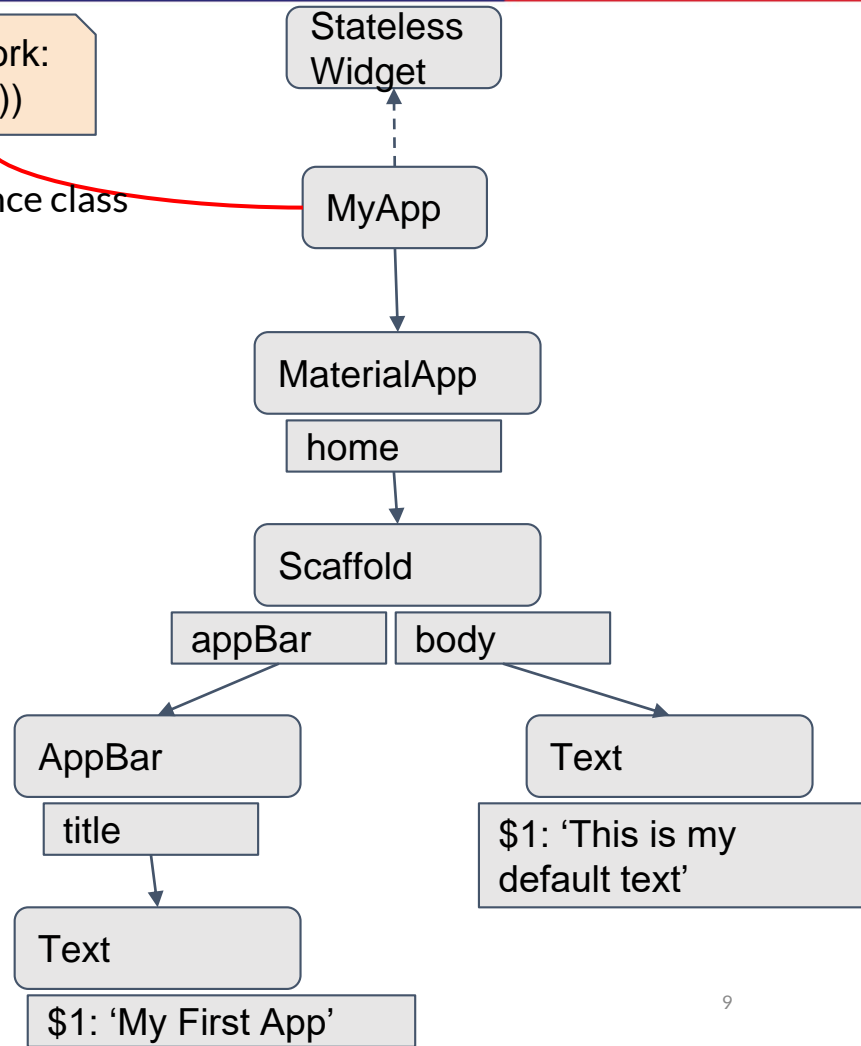 Stateless
Widget
ork:
))
nce class
MyApp
MaterialApp
home
Scaffold
appBar
body
AppBar
Text
title
$1: ‘This is my
default text’
Text
$1: ‘My First App’
9